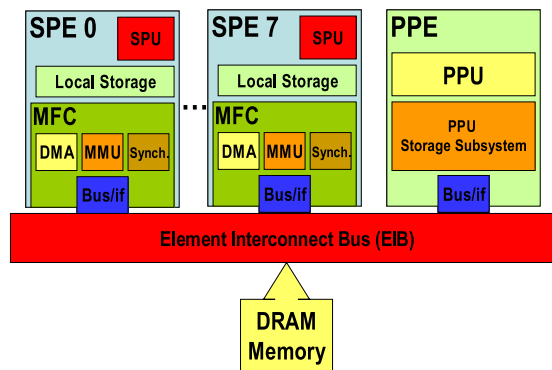 SPE 0
SPU
Local Storage
MFC
DMA
MMU
Synch.
Bus/if
...
SPE 7
SPU
Local Storage
MFC
DMA
MMU
Synch.
Bus/if
PPE
PPU
PPU
Storage Subsystem
Bus/if
Element Interconnect Bus (EIB)
DRAM
Memory